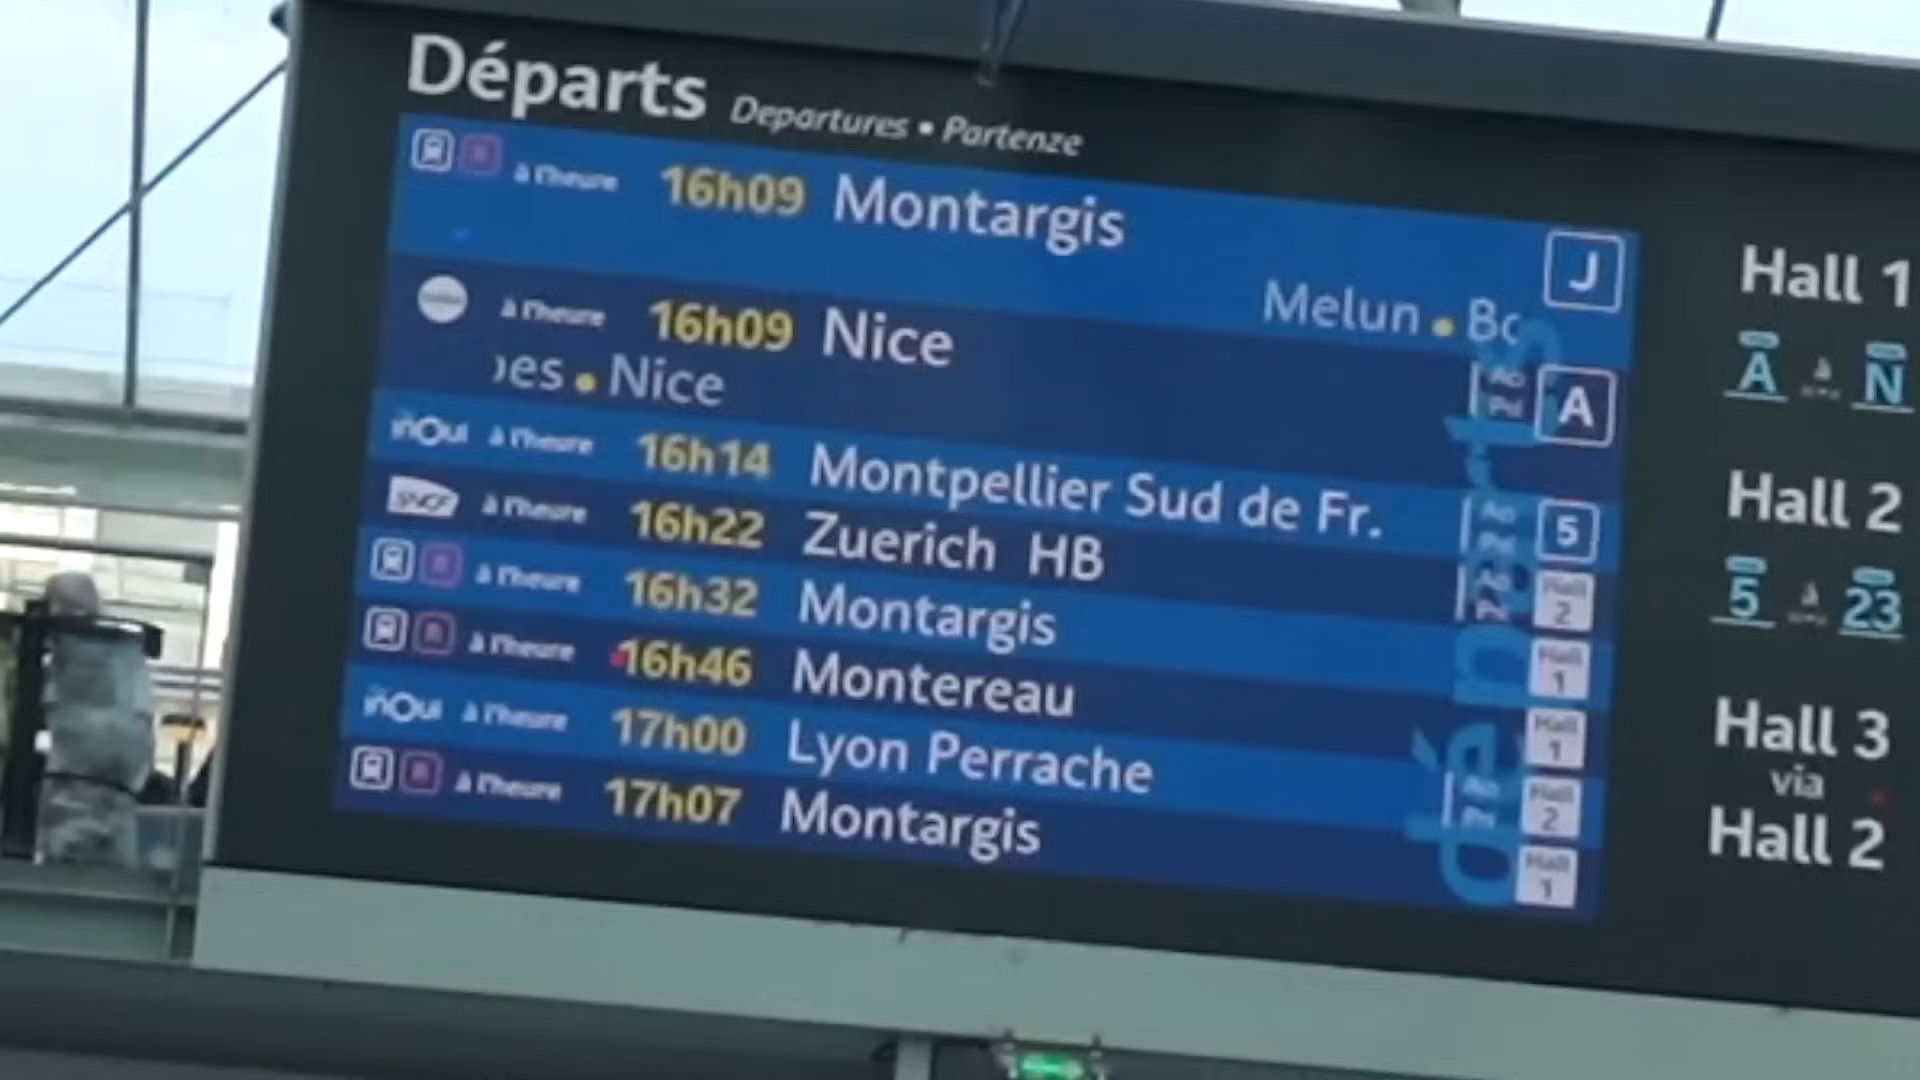 Départs Departures • Partenze
à l'heure 16h09 Montargis J
Melun • Bo
à l'heure 16h09 Nice A
es • Nice
inOui à l'heure 16h14 Montpellier Sud de Fr. 5
SNCF à l'heure 16h22 Zuerich HB Hall 2
R à l'heure 16h32 Montargis Hall 1
R à l'heure 16h46 Montereau Hall 1
inOui à l'heure 17h00 Lyon Perrache Hall 2
R à l'heure 17h07 Montargis Hall 1
départs
Hall 1
A à N
Hall 2
5 à 23
Hall 3
via
Hall 2